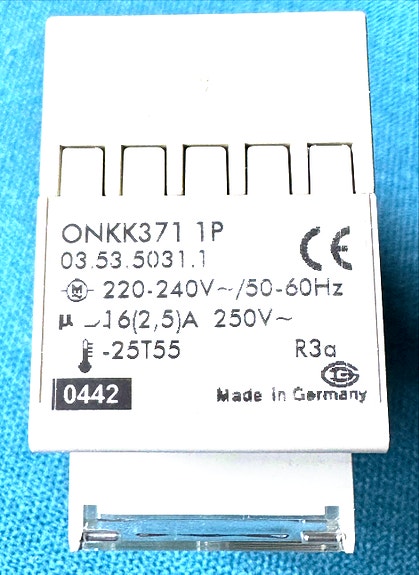 ONKK371 1P
CE
03.53.5031.1
M 220-240V~/50-60Hz
µ 16(2,5)A 250V~
-25T55
R3a
0442
Made in Germany